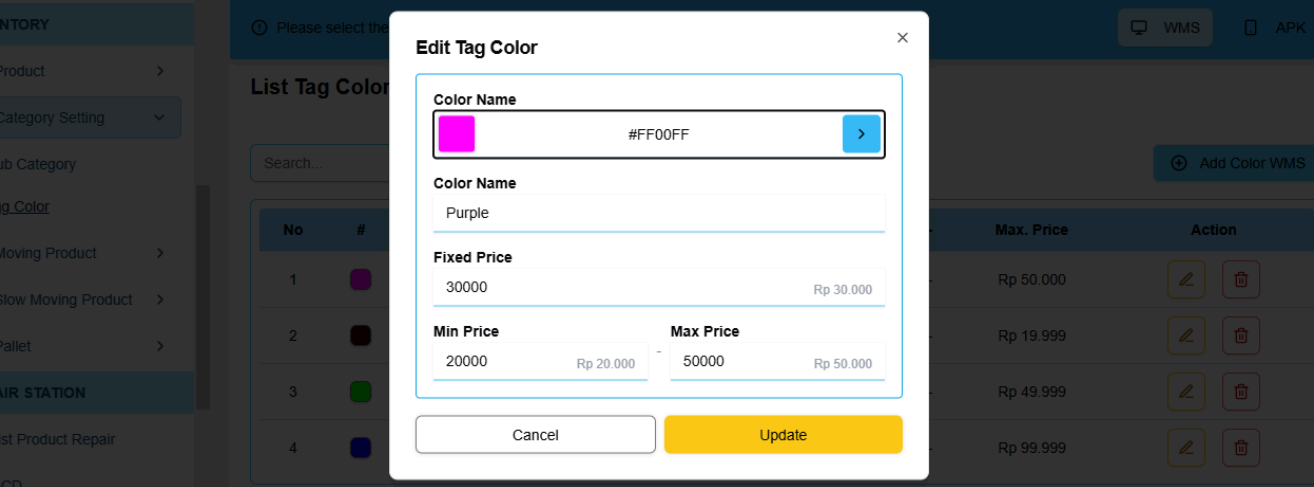 NTORY
Product
Category Setting
ub Category
g Color
Moving Product
Slow Moving Product
Pallet
AIR STATION
ist Product Repair
CD
Please select the
WMS
APK
List Tag Color
Search...
Add Color WMS
No
#
Max. Price
Action
1
Rp 50.000
2
Rp 19.999
3
Rp 49.999
4
Rp 99.999
Edit Tag Color
Color Name
#FF00FF
Color Name
Purple
Fixed Price
30000
Rp 30.000
Min Price
Max Price
20000
Rp 20.000
-
50000
Rp 50.000
Cancel
Update